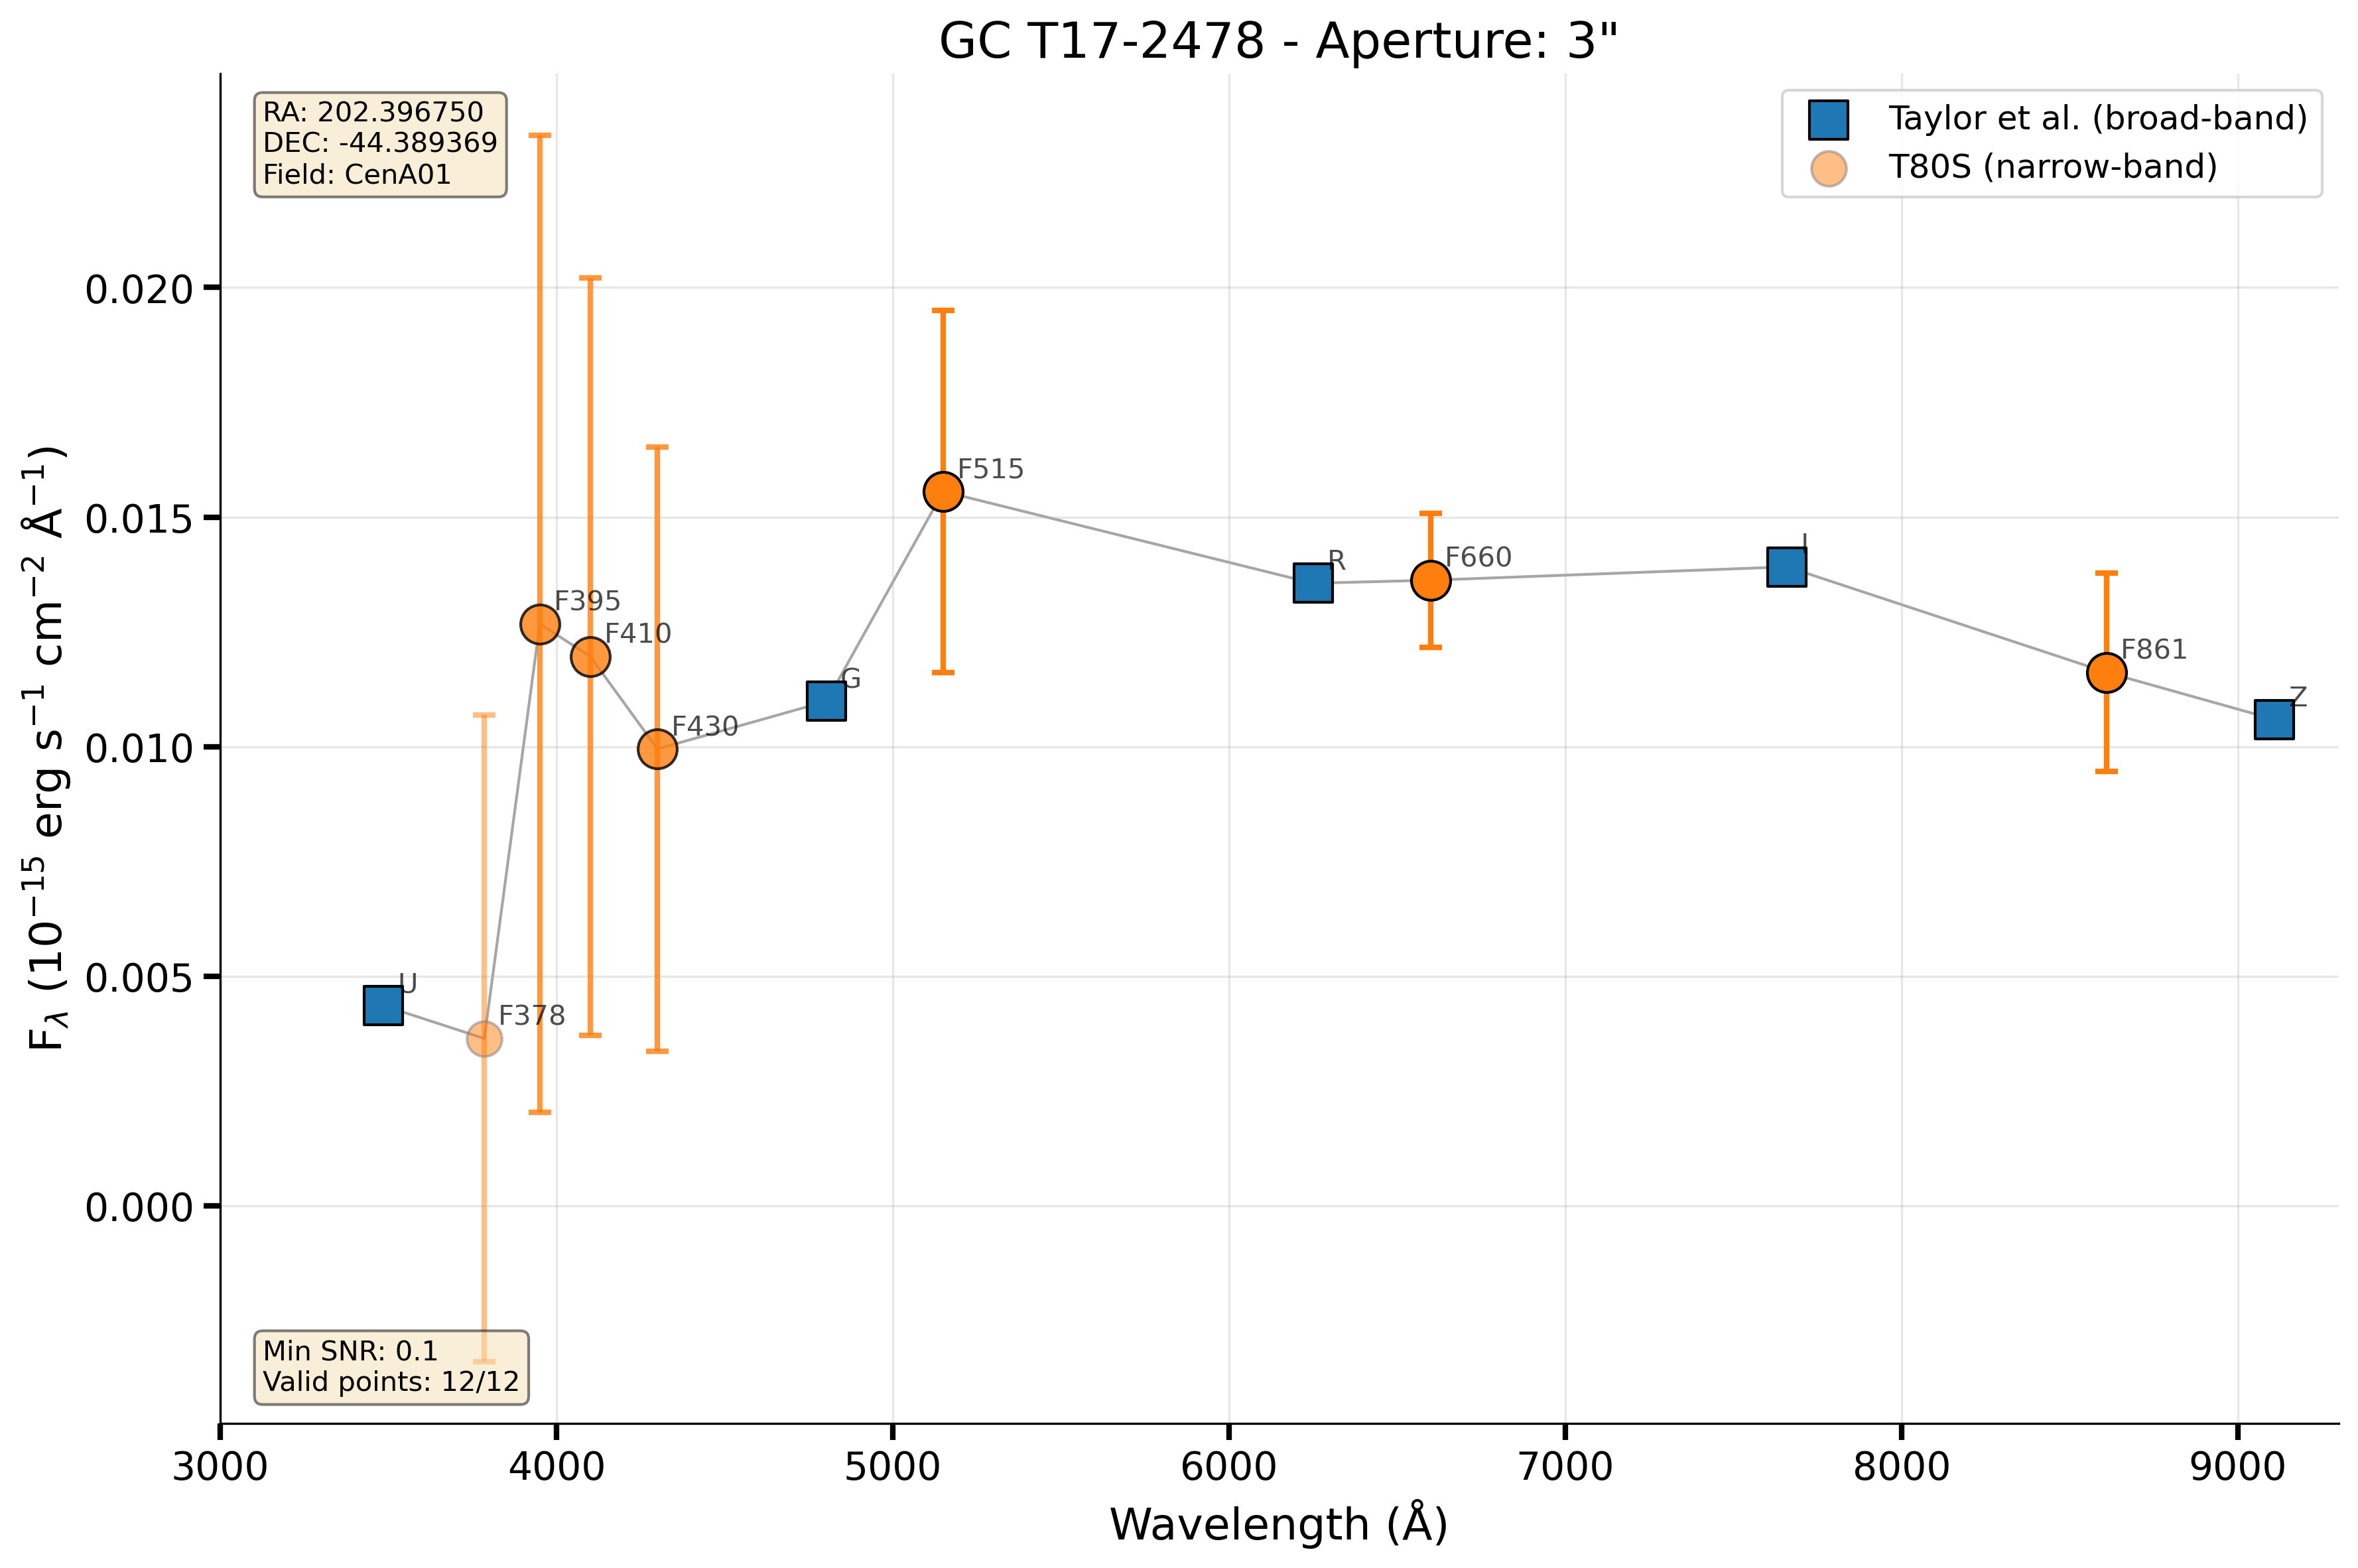 GC T17-2478 - Aperture: 3"
RA: 202.396750
DEC: -44.389369
Field: CenA01
Taylor et al. (broad-band)
T80S (narrow-band)
0.020
0.015
0.010
0.005
0.000
F515
R
F660
I
F395
F410
G
F430
F861
Z
U
F378
Min SNR: 0.1
Valid points: 12/12
3000
4000
5000
6000
7000
8000
9000
Wavelength (Å)
F$_{λ}$ (10$^{−15}$ erg s$^{−1}$ cm$^{−2}$ Å$^{−1}$)